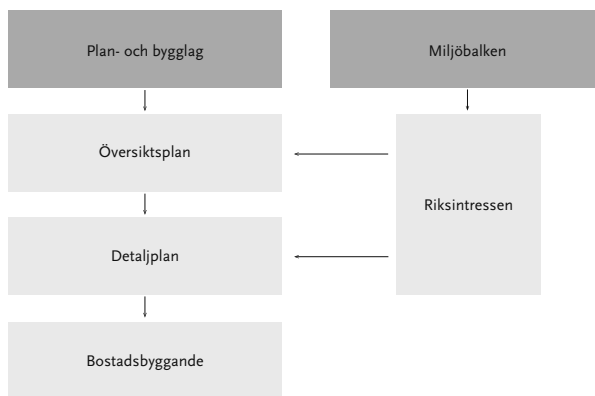 Plan- och bygglag
Miljöbalken
Översiktsplan
Riksintressen
Detaljplan
Bostadsbyggande